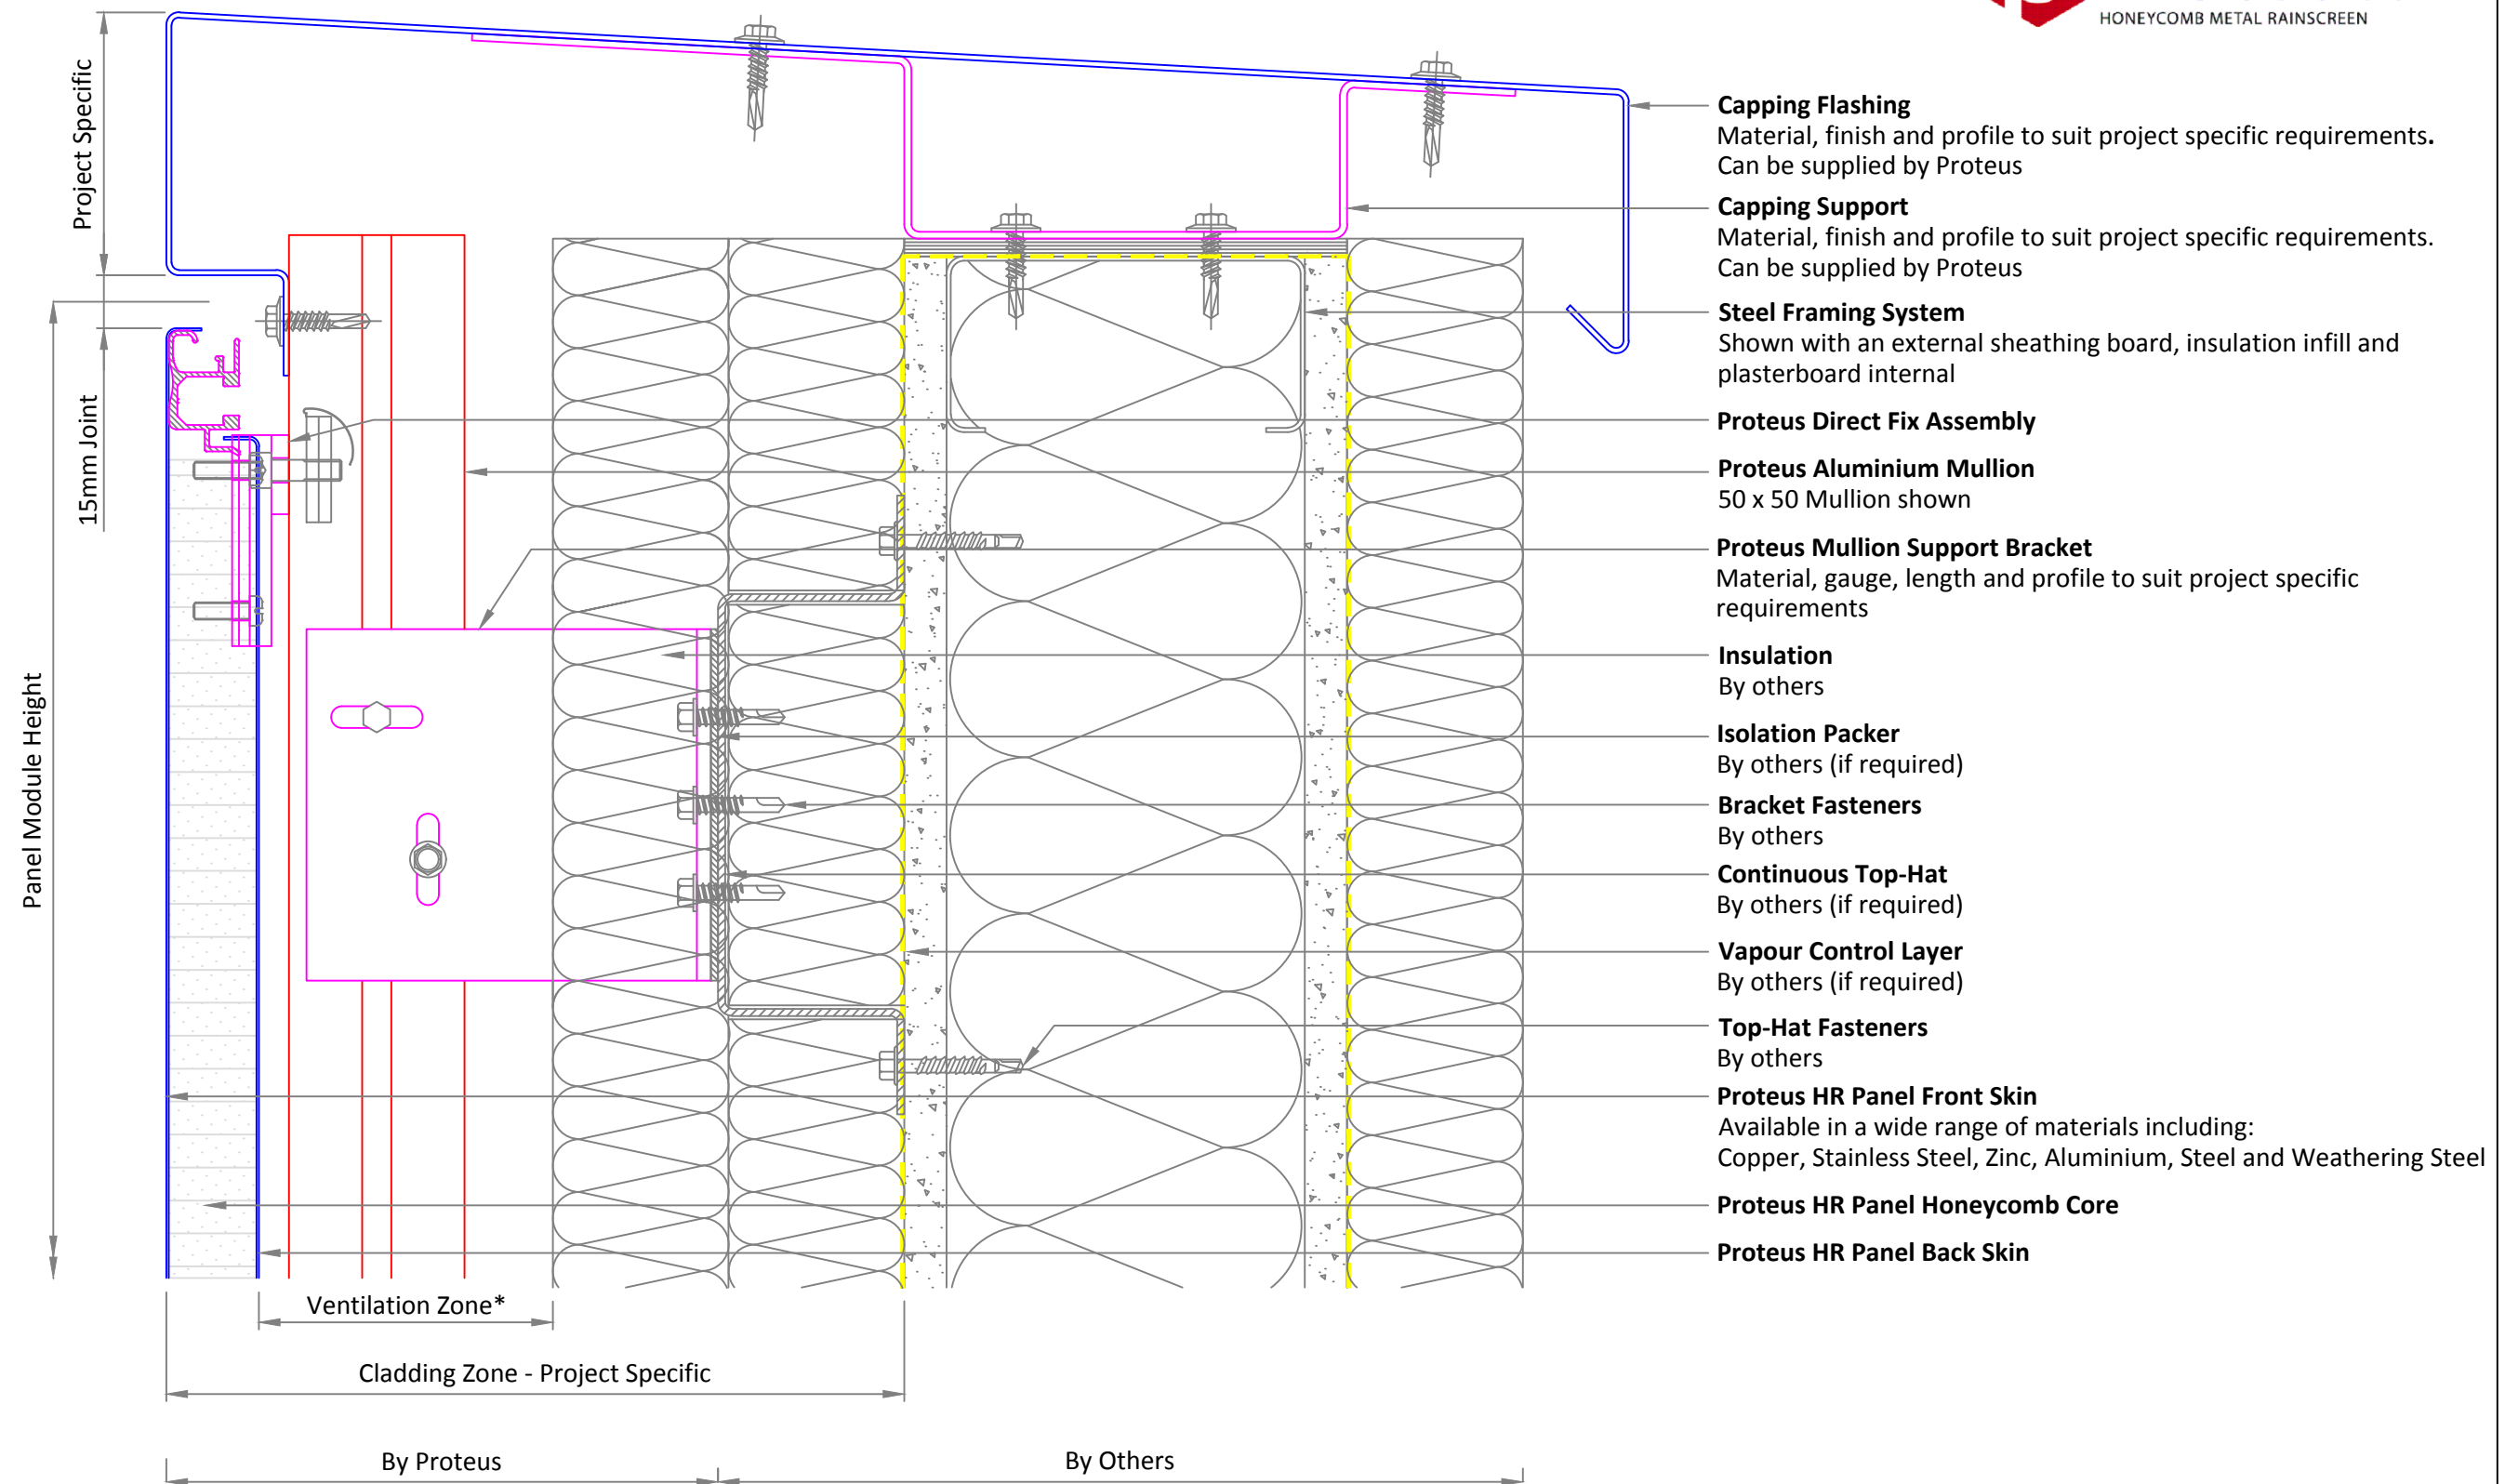 HONEYCOMB METAL RAINSCREEN
Project Specific
15mm Joint
Panel Module Height
Capping Flashing
Material, finish and profile to suit project specific requirements.
Can be supplied by Proteus
Capping Support
Material, finish and profile to suit project specific requirements.
Can be supplied by Proteus
Steel Framing System
Shown with an external sheathing board, insulation infill and
plasterboard internal
Proteus Direct Fix Assembly
Proteus Aluminium Mullion
50 x 50 Mullion shown
Proteus Mullion Support Bracket
Material, gauge, length and profile to suit project specific
requirements
Insulation
By others
Isolation Packer
By others (if required)
Bracket Fasteners
By others
Continuous Top-Hat
By others (if required)
Vapour Control Layer
By others (if required)
Top-Hat Fasteners
By others
Proteus HR Panel Front Skin
Available in a wide range of materials including:
Copper, Stainless Steel, Zinc, Aluminium, Steel and Weathering Steel
Proteus HR Panel Honeycomb Core
Proteus HR Panel Back Skin
Ventilation Zone*
Cladding Zone - Project Specific
By Proteus
By Others